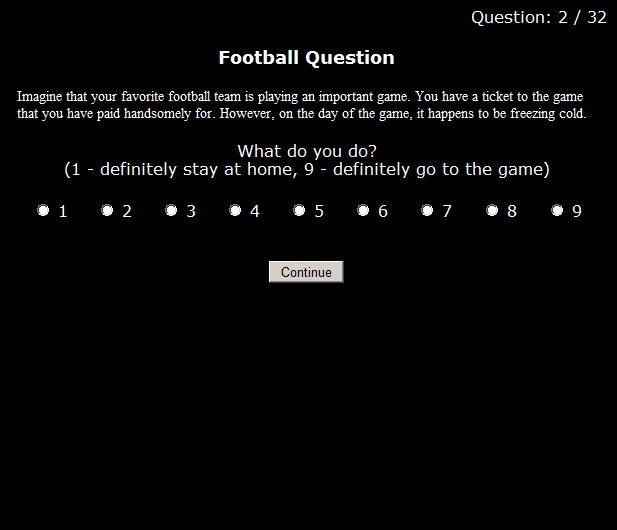 Question: 2 / 32
Football Question
Imagine that your favorite football team is playing an important game. You have a ticket to the game
that you have paid handsomely for. However, on the day of the game, it happens to be freezing cold.
What do you do?
(1 - definitely stay at home, 9 - definitely go to the game)
1 2 3 4 5 6 7 8 9
Continue